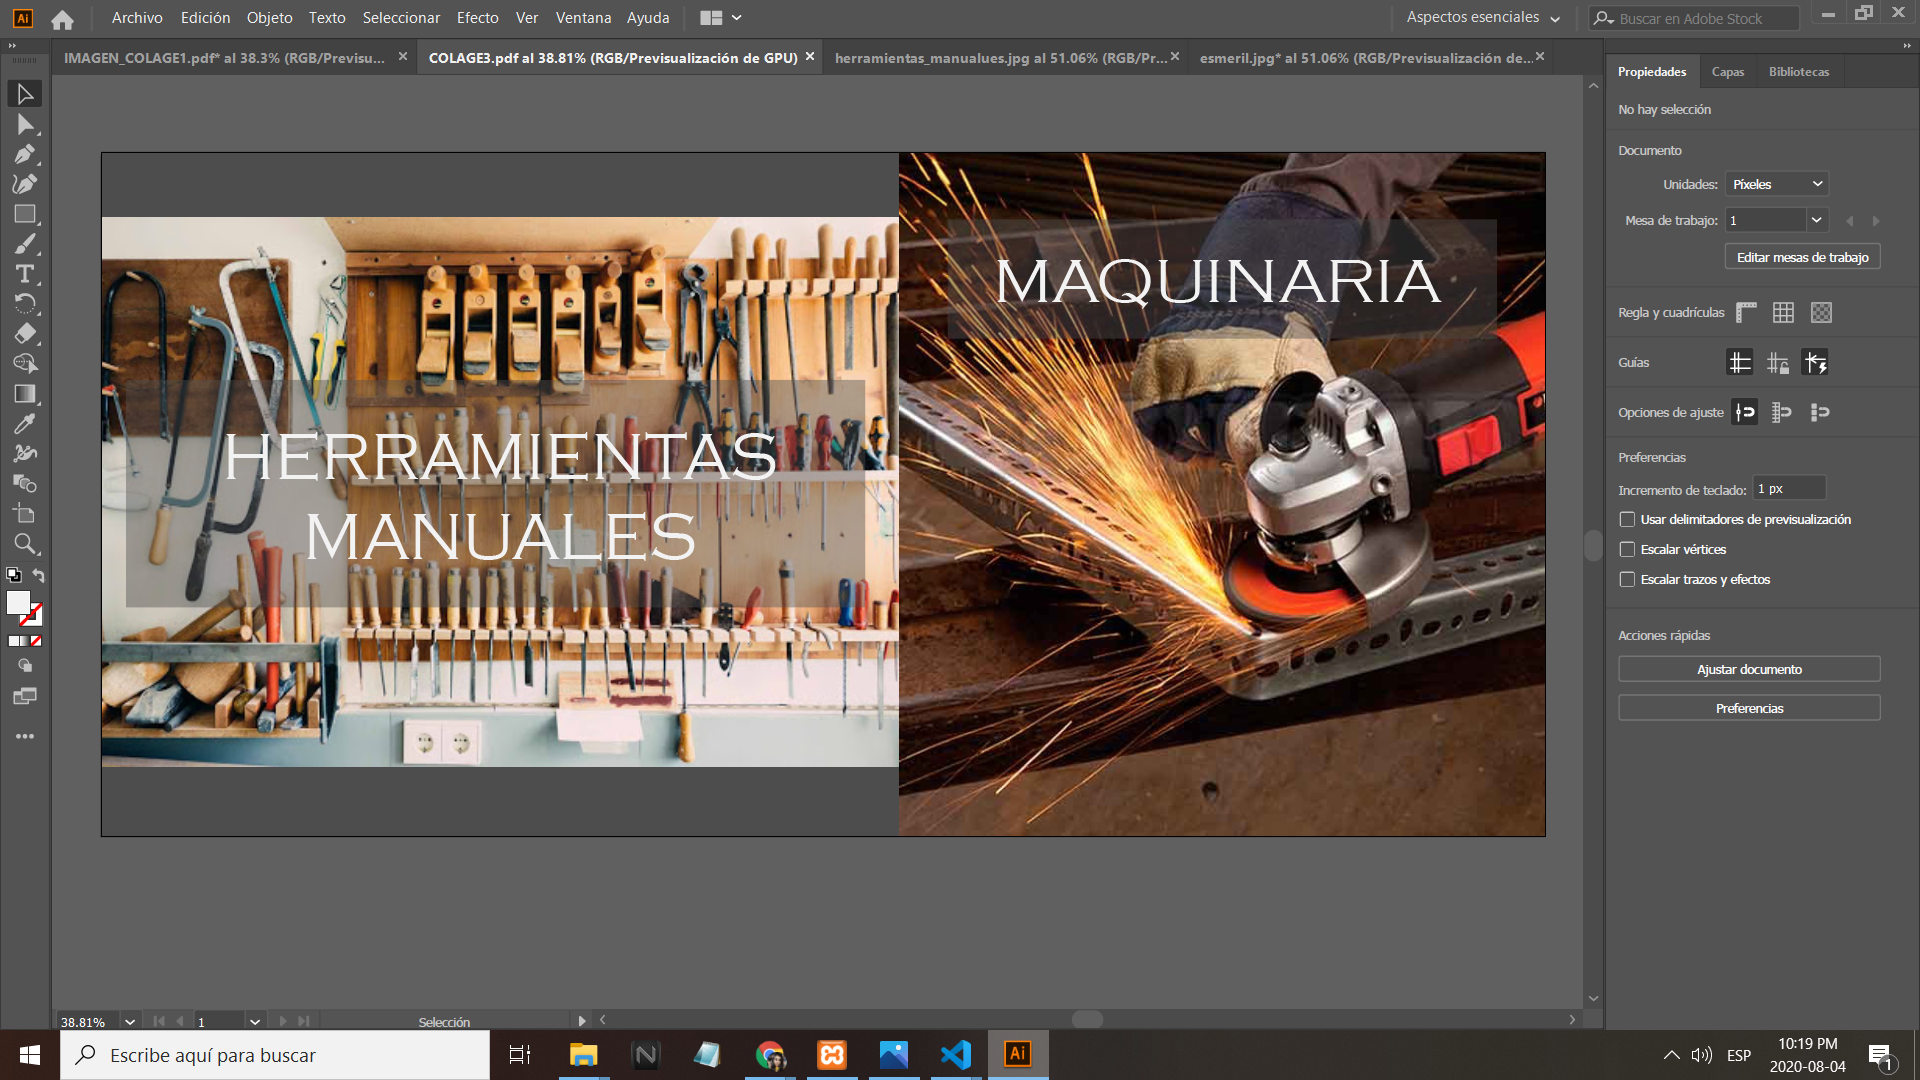 Ai
Archivo Edición Objeto Texto Seleccionar Efecto Ver Ventana Ayuda
Aspectos esenciales
Buscar en Adobe Stock
IMAGEN_COLAGE1.pdf* al 38.3% (RGB/Previsu...
COLAGE3.pdf al 38.81% (RGB/Previsualización de GPU)
herramientas_manualues.jpg al 51.06% (RGB/Pr...
esmeril.jpg* al 51.06% (RGB/Previsualización de...
Propiedades Capas Bibliotecas
No hay selección
Documento
Unidades: Píxeles
Mesa de trabajo: 1
Editar mesas de trabajo
Regla y cuadrículas
Guías
Opciones de ajuste
Preferencias
Incremento de teclado: 1 px
Usar delimitadores de previsualización
Escalar vértices
Escalar trazos y efectos
Acciones rápidas
Ajustar documento
Preferencias
HERRAMIENTAS
MANUALES
MAQUINARIA
38.81% 1 Selección
Escribe aquí para buscar
Ai
ESP
10:19 PM
2020-08-04
1